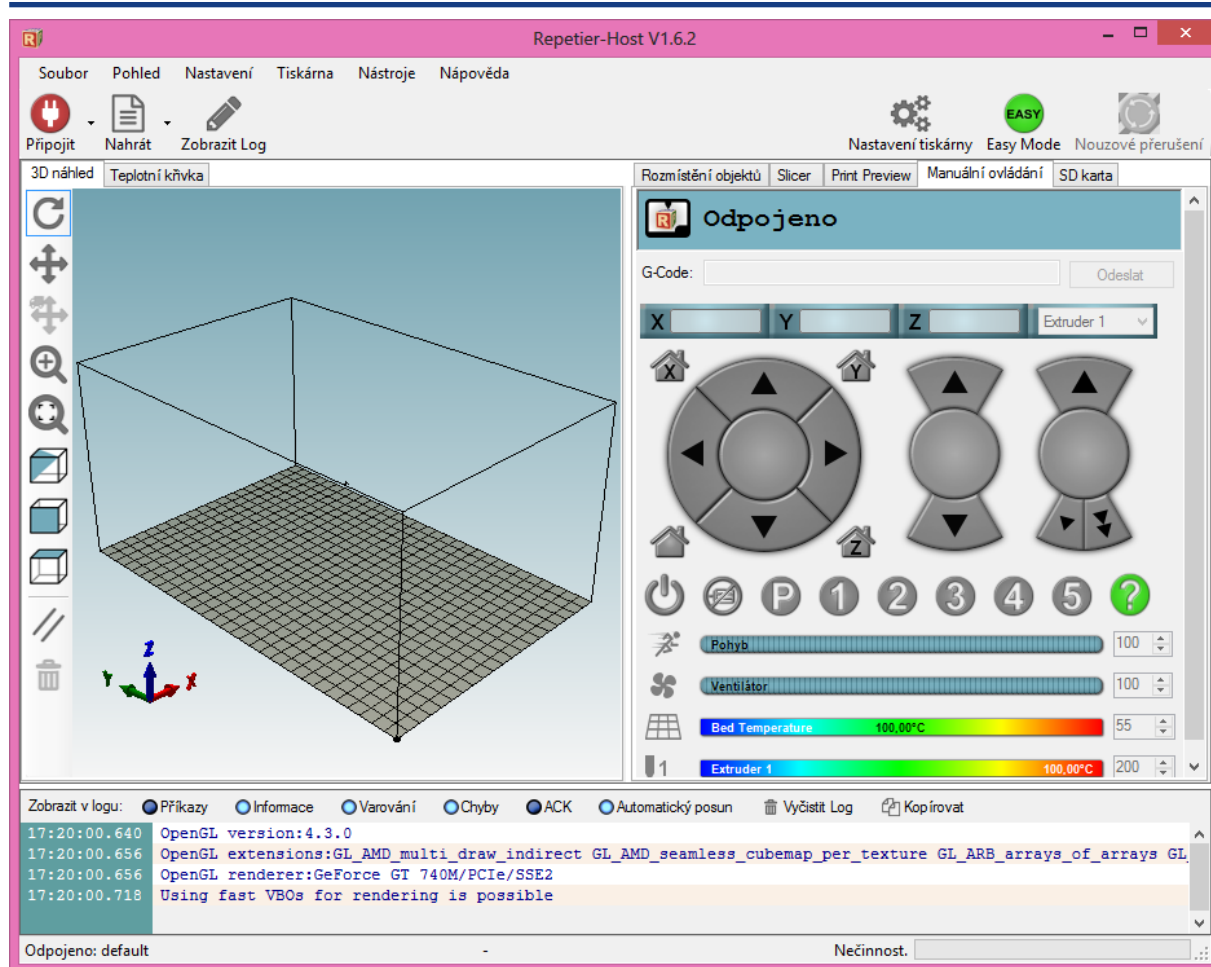 Repetier-Host V1.6.2
Soubor Pohled Nastavení Tiskárna Nástroje Nápověda
EASY
Připojit Nahrát Zobrazit Log Nastavení tiskárny Easy Mode Nouzové přerušení
3D náhled Teplotní křivka Rozmístění objektů Slicer Print Preview Manuální ovládání SD karta
R Odpojeno
G-Code: Odeslat
X Y Z Extruder 1
X Y
Z
P 1 2 3 4 5 ?
Pohyb 100
Ventilátor 100
Bed Temperature 100,00°C 55
1 Extruder 1 100,00°C 200
Z
Y X
Zobrazit v logu: Příkazy Informace Varování Chyby ACK Automatický posun Vyčistit Log Kopírovat
17:20:00.640 OpenGL version:4.3.0
17:20:00.656 OpenGL extensions:GL_AMD_multi_draw_indirect GL_AMD_seamless_cubemap_per_texture GL_ARB_arrays_of_arrays GL_
17:20:00.656 OpenGL renderer:GeForce GT 740M/PCIe/SSE2
17:20:00.718 Using fast VBOs for rendering is possible
Odpojeno: default - Nečinnost.